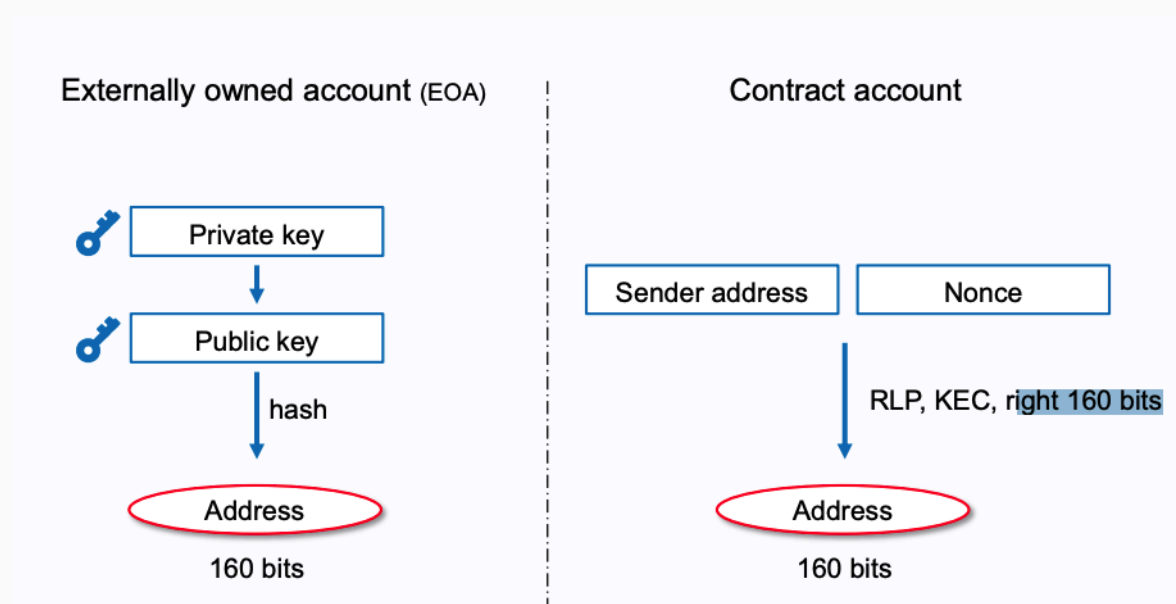 Externally owned account (EOA)
Private key
Public key
hash
Address
160 bits
Contract account
Sender address
Nonce
RLP, KEC, right 160 bits
Address
160 bits